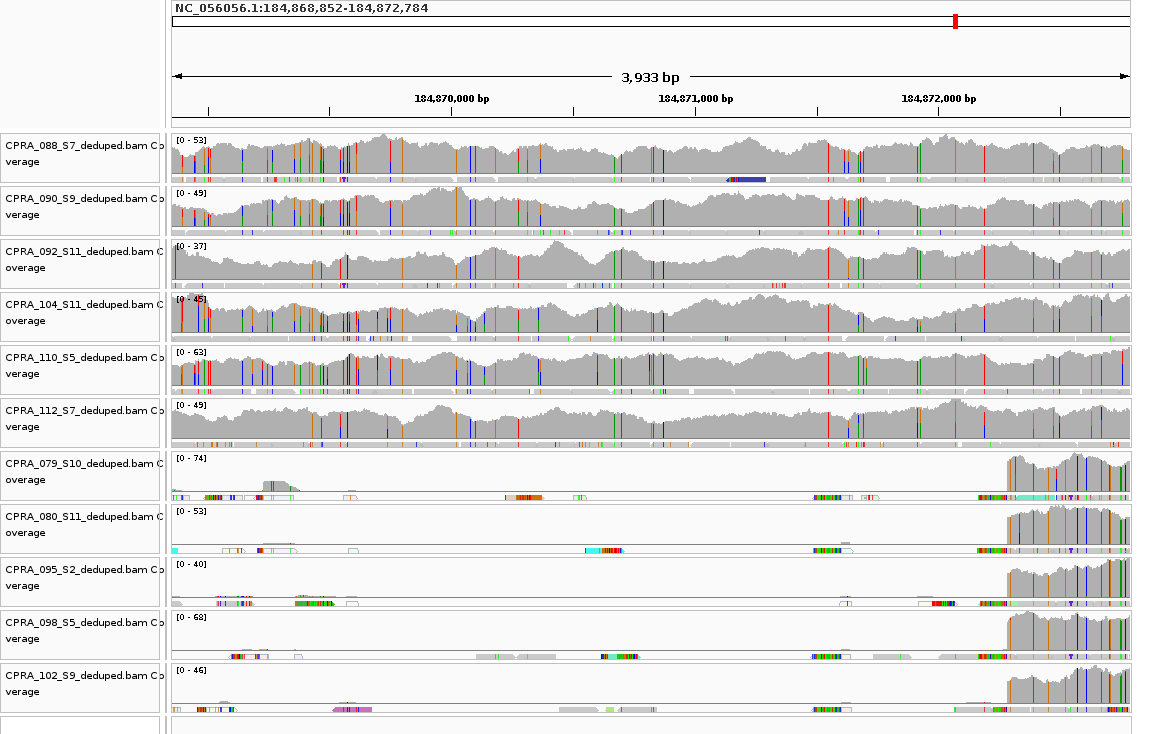 NC_056056.1:184,868,852-184,872,784
3,933 bp
184,870,000 bp 184,871,000 bp 184,872,000 bp
CPRA_088_S7_deduped.bam Co
verage
[0 - 53]
CPRA_090_S9_deduped.bam Co
verage
[0 - 49]
CPRA_092_S11_deduped.bam C
overage
[0 - 37]
CPRA_104_S11_deduped.bam C
overage
[0 - 45]
CPRA_110_S5_deduped.bam Co
verage
[0 - 63]
CPRA_112_S7_deduped.bam Co
verage
[0 - 49]
CPRA_079_S10_deduped.bam C
overage
[0 - 74]
CPRA_080_S11_deduped.bam C
overage
[0 - 53]
CPRA_095_S2_deduped.bam Co
verage
[0 - 40]
CPRA_098_S5_deduped.bam Co
verage
[0 - 68]
CPRA_102_S9_deduped.bam Co
verage
[0 - 46]